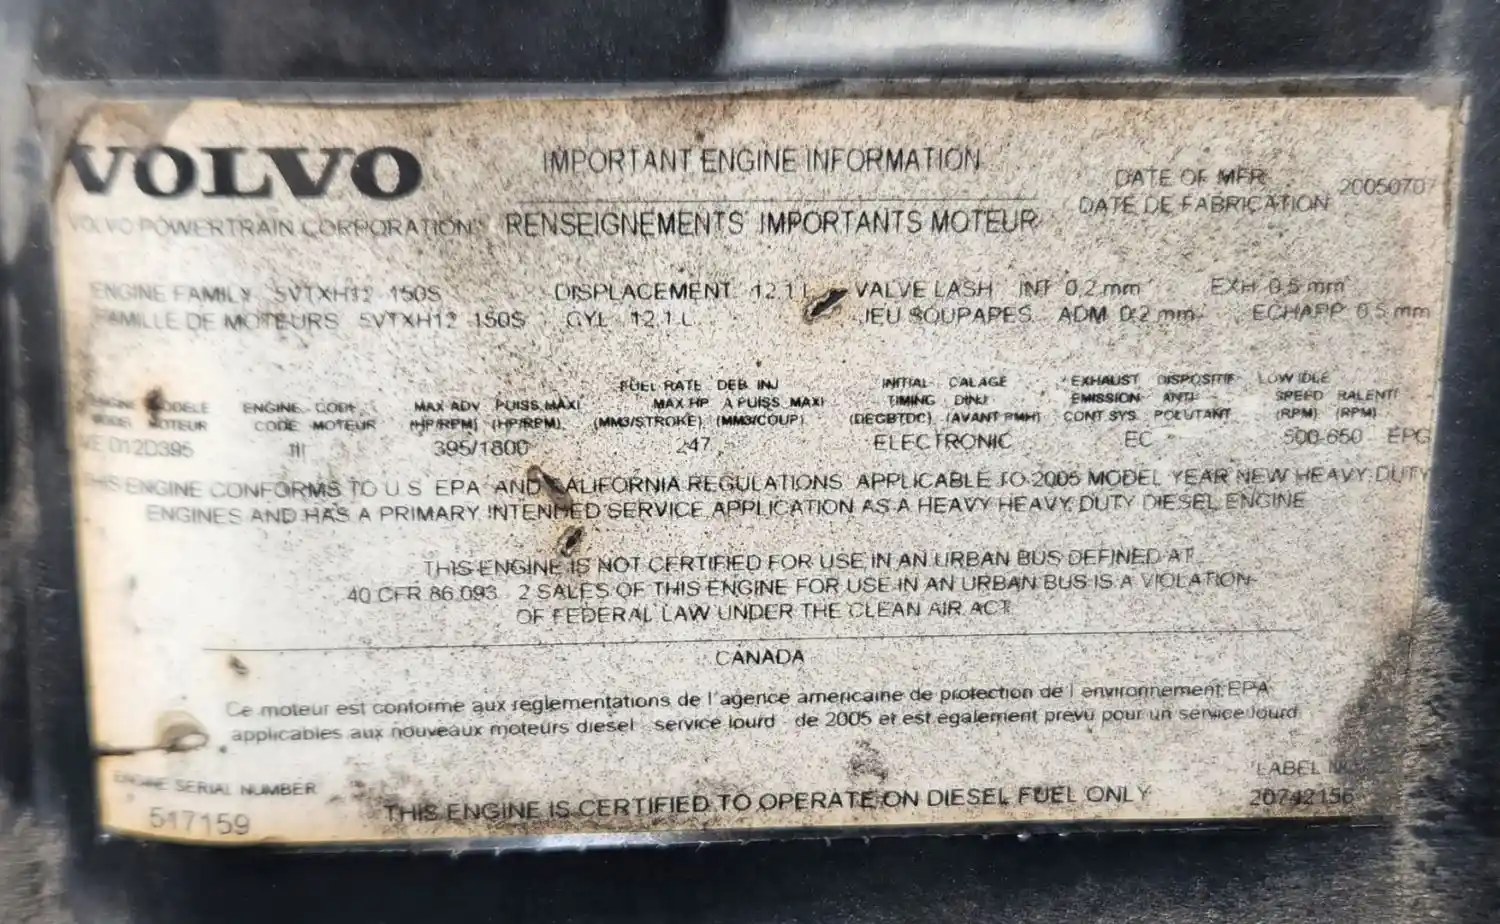 VOLVO
IMPORTANT ENGINE INFORMATION
DATE OF MFR 20050707
DATE DE FABRICATION
VOLVO POWERTRAIN CORPORATION
RENSEIGNEMENTS IMPORTANTS MOTEUR
ENGINE FAMILY 5VTXH12 150S DISPLACEMENT 12.1 L VALVE LASH INT 0.2 mm EXH 0.5 mm
FAMILLE DE MOTEURS 5VTXH12 150S CYL 12.1 L JEU SOUPAPES ADM 0.2 mm ECHAPP 0.5 mm
FUEL RATE DEB INJ INITIAL CALAGE EXHAUST DISPOSITIF LOW IDLE
ENGINE MODELE ENGINE CODE MAX ADV PUISS MAXI MAX HP A PUISS MAXI TIMING D'INJ EMISSION ANTI- SPEED RALENTI
MODEL MOTEUR CODE MOTEUR (HP/RPM) (HP/RPM) (MM3/STROKE) (MM3/COUP) (DEGBTDC) (AVANT PMH) CONT SYS POLUTANT (RPM) (RPM)
VE D12D395 III 395/1800 247 ELECTRONIC EC 500-650 EPG
THIS ENGINE CONFORMS TO U S EPA AND CALIFORNIA REGULATIONS APPLICABLE TO 2005 MODEL YEAR NEW HEAVY DUTY
ENGINES AND HAS A PRIMARY INTENDED SERVICE APPLICATION AS A HEAVY HEAVY DUTY DIESEL ENGINE
THIS ENGINE IS NOT CERTIFIED FOR USE IN AN URBAN BUS DEFINED AT
40 CFR 86.093 2 SALES OF THIS ENGINE FOR USE IN AN URBAN BUS IS A VIOLATION
OF FEDERAL LAW UNDER THE CLEAN AIR ACT
CANADA
Ce moteur est conforme aux reglementations de l'agence americaine de protection de l environnement EPA
applicables aux nouveaux moteurs diesel service lourd de 2005 et est egalement prevu pour un service lourd
ENGINE SERIAL NUMBER
517159
THIS ENGINE IS CERTIFIED TO OPERATE ON DIESEL FUEL ONLY
LABEL
20742156